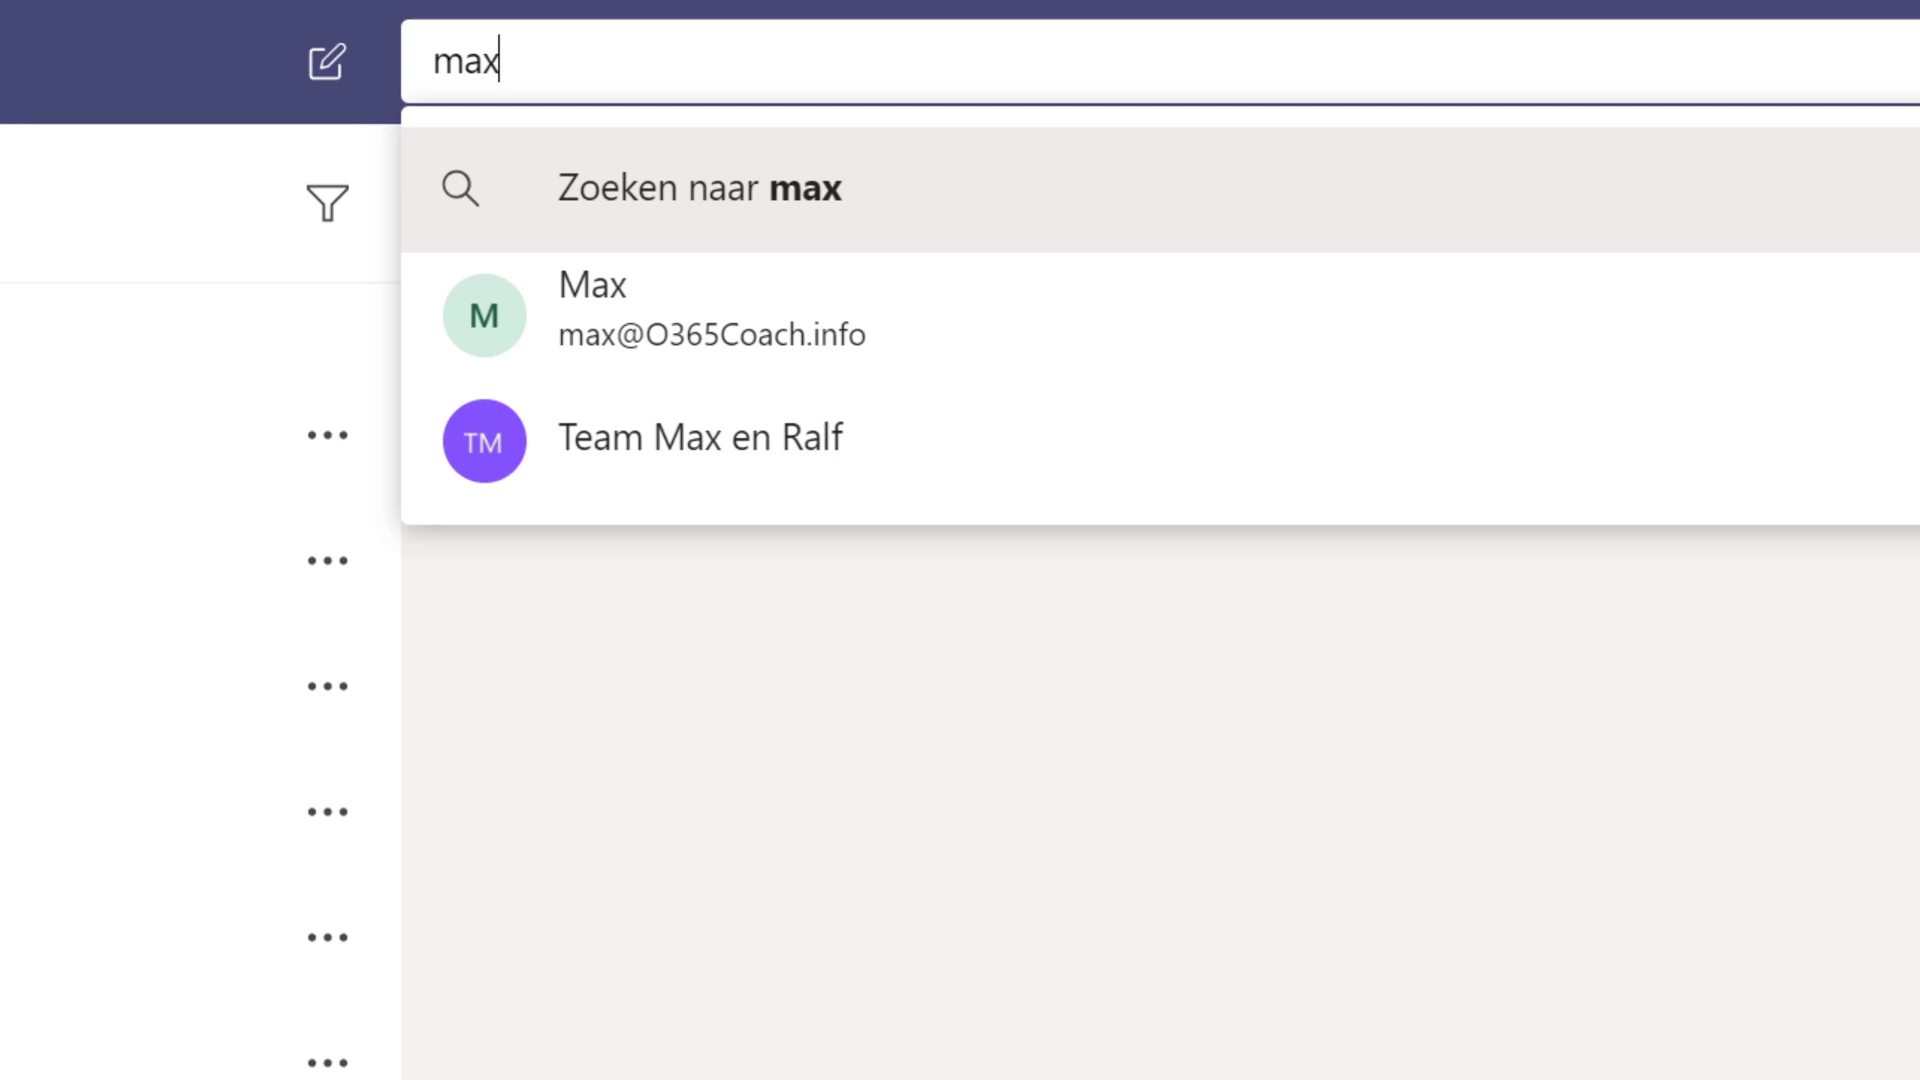 max
Zoeken naar max
M
Max
max@O365Coach.info
TM
Team Max en Ralf